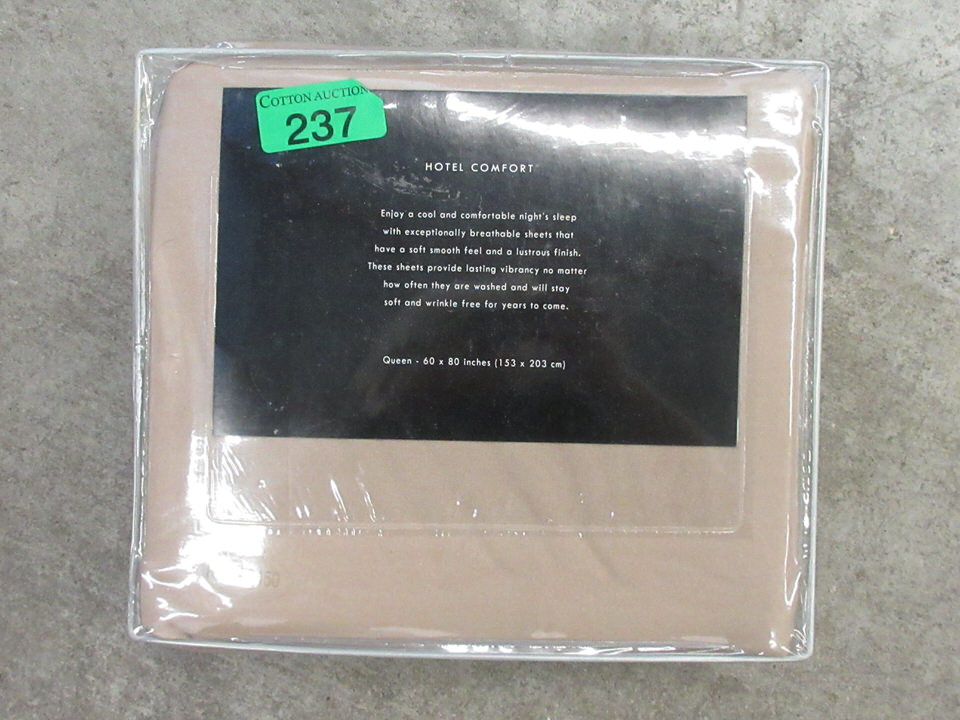 COTTON AUCTION
237
HOTEL COMFORT
Enjoy a cool and comfortable night's sleep
with exceptionally breathable sheets that
have a soft smooth feel and a lustrous finish.
These sheets provide lasting vibrancy no matter
how often they are washed and will stay
soft and wrinkle free for years to come.
Queen - 60 x 80 inches (153 x 203 cm)